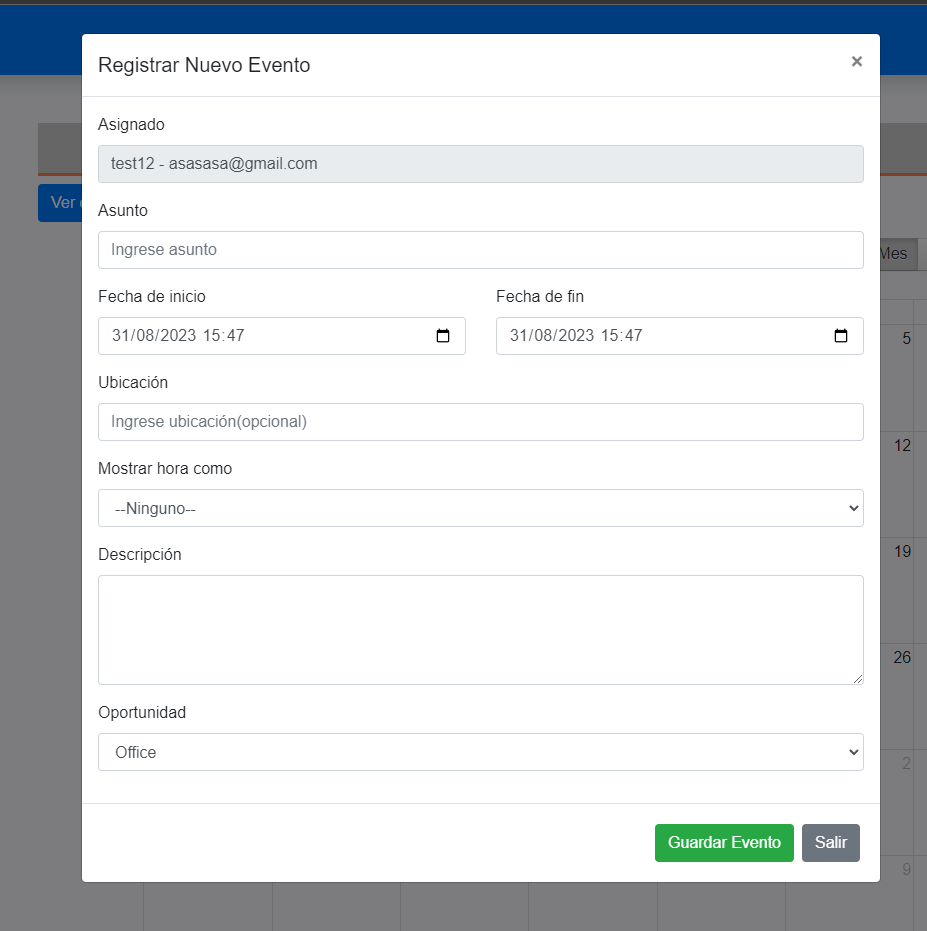 Registrar Nuevo Evento
×
Asignado
test12 - asasasa@gmail.com
Ver
Asunto
Ingrese asunto
Mes
Fecha de inicio
Fecha de fin
31/08/2023 15:47
31/08/2023 15:47
5
Ubicación
Ingrese ubicación(opcional)
12
Mostrar hora como
--Ninguno--
Descripción
19
26
Oportunidad
Office
2
Guardar Evento
Salir
9